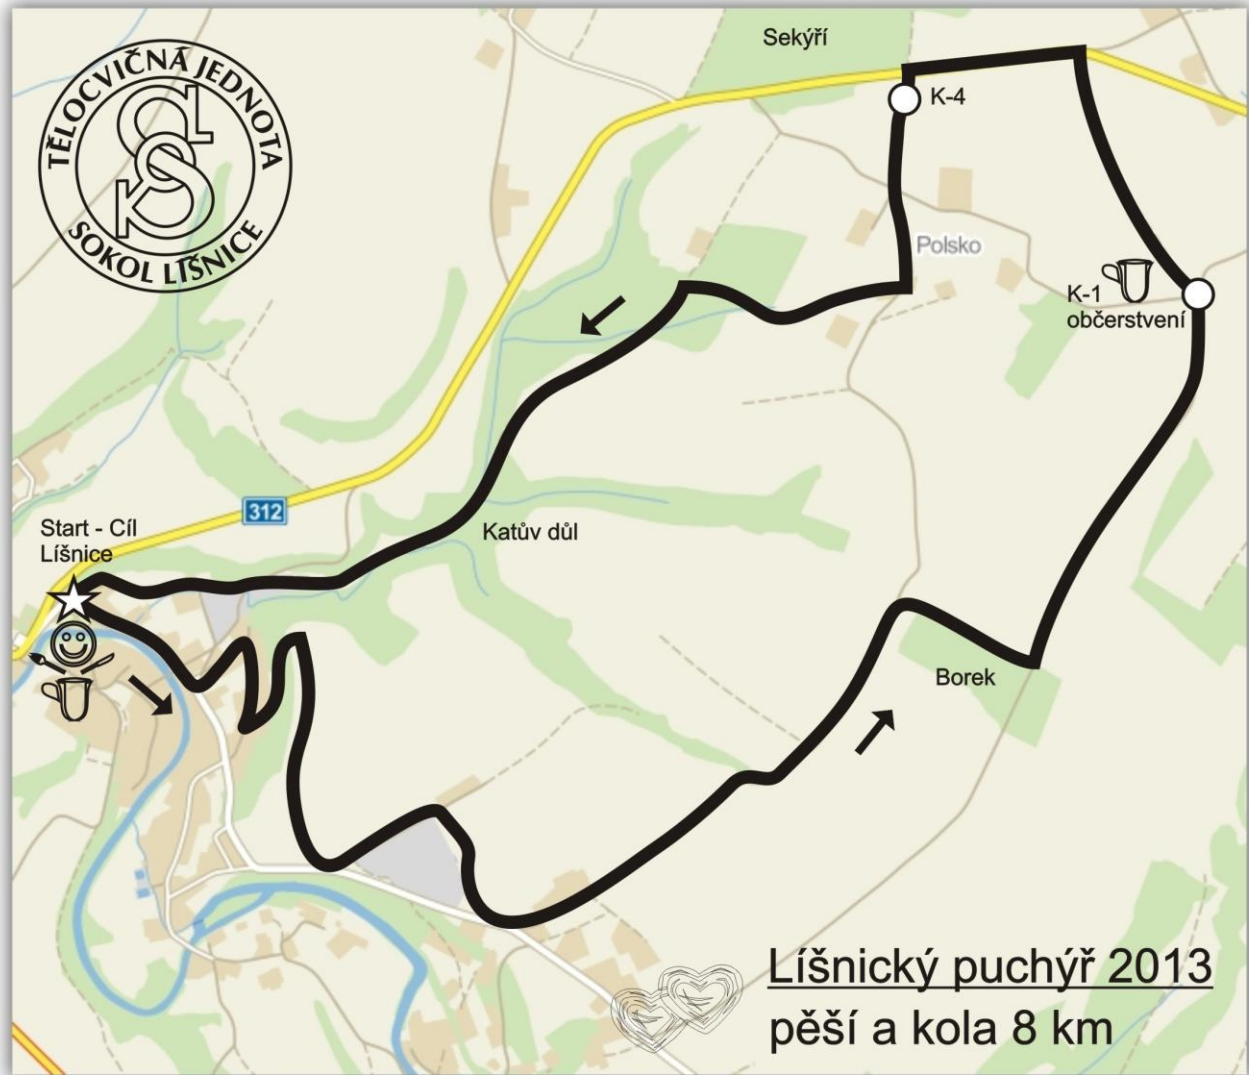 TĚLOCVIČNÁ JEDNOTA
SOKOL LÍŠNICE
Sekýří
K-4
Polsko
K-1
občerstvení
312
Start - Cíl
Líšnice
Katův důl
Borek
Líšnický puchýř 2013
pěší a kola 8 km